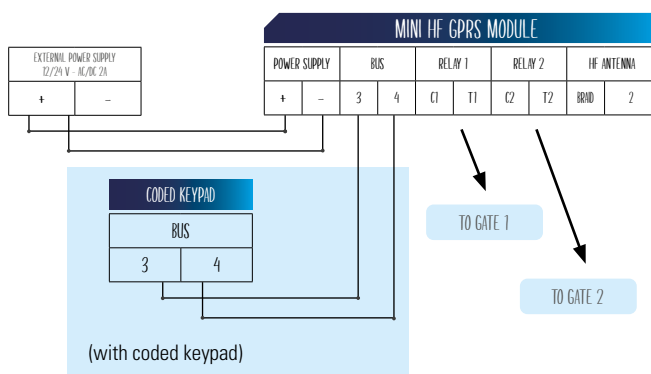 MINI HF GPRS MODULE
EXTERNAL POWER SUPPLY
12/24 V - AC/DC 2A
+ -
POWER SUPPLY BUS RELAY 1 RELAY 2 HF ANTENNA
+ - 3 4 C1 T1 C2 T2 BRAID 2
CODED KEYPAD
BUS
3 4
TO GATE 1
TO GATE 2
(with coded keypad)